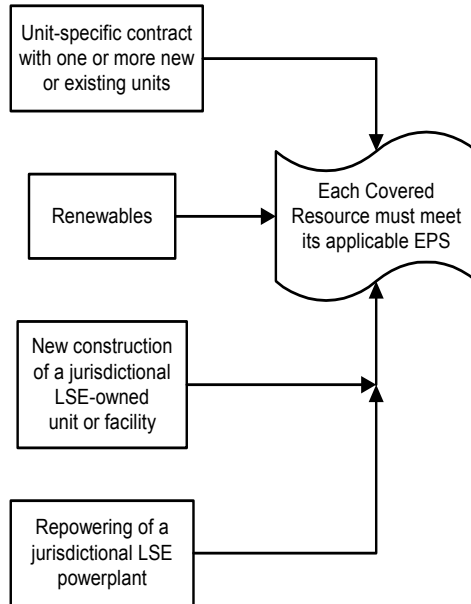 Unit-specific contract
with one or more new
or existing units
Each Covered
Resource must meet
its applicable EPS
Renewables
New construction
of a jurisdictional
LSE-owned
unit or facility
Repowering of a
jurisdictional LSE
powerplant